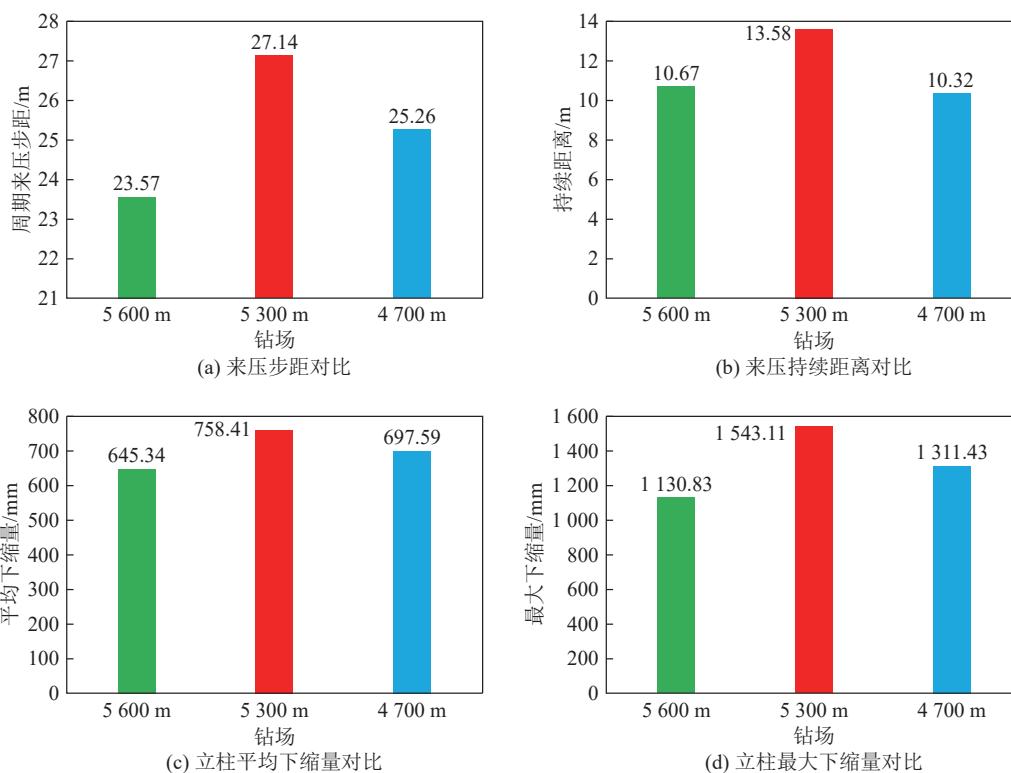 周期来压步距/m
28
27
26
25
24
23
22
21
23.57
27.14
25.26
5 600 m
5 300 m
4 700 m
钻场
(a) 来压步距对比
持续距离/m
14
12
10
8
6
4
2
0
10.67
13.58
10.32
5 600 m
5 300 m
4 700 m
钻场
(b) 来压持续距离对比
平均下缩量/mm
800
700
600
500
400
300
200
100
0
645.34
758.41
697.59
5 600 m
5 300 m
4 700 m
钻场
(c) 立柱平均下缩量对比
最大下缩量/mm
1 600
1 400
1 200
1 000
800
600
400
200
0
1 130.83
1 543.11
1 311.43
5 600 m
5 300 m
4 700 m
钻场
(d) 立柱最大下缩量对比